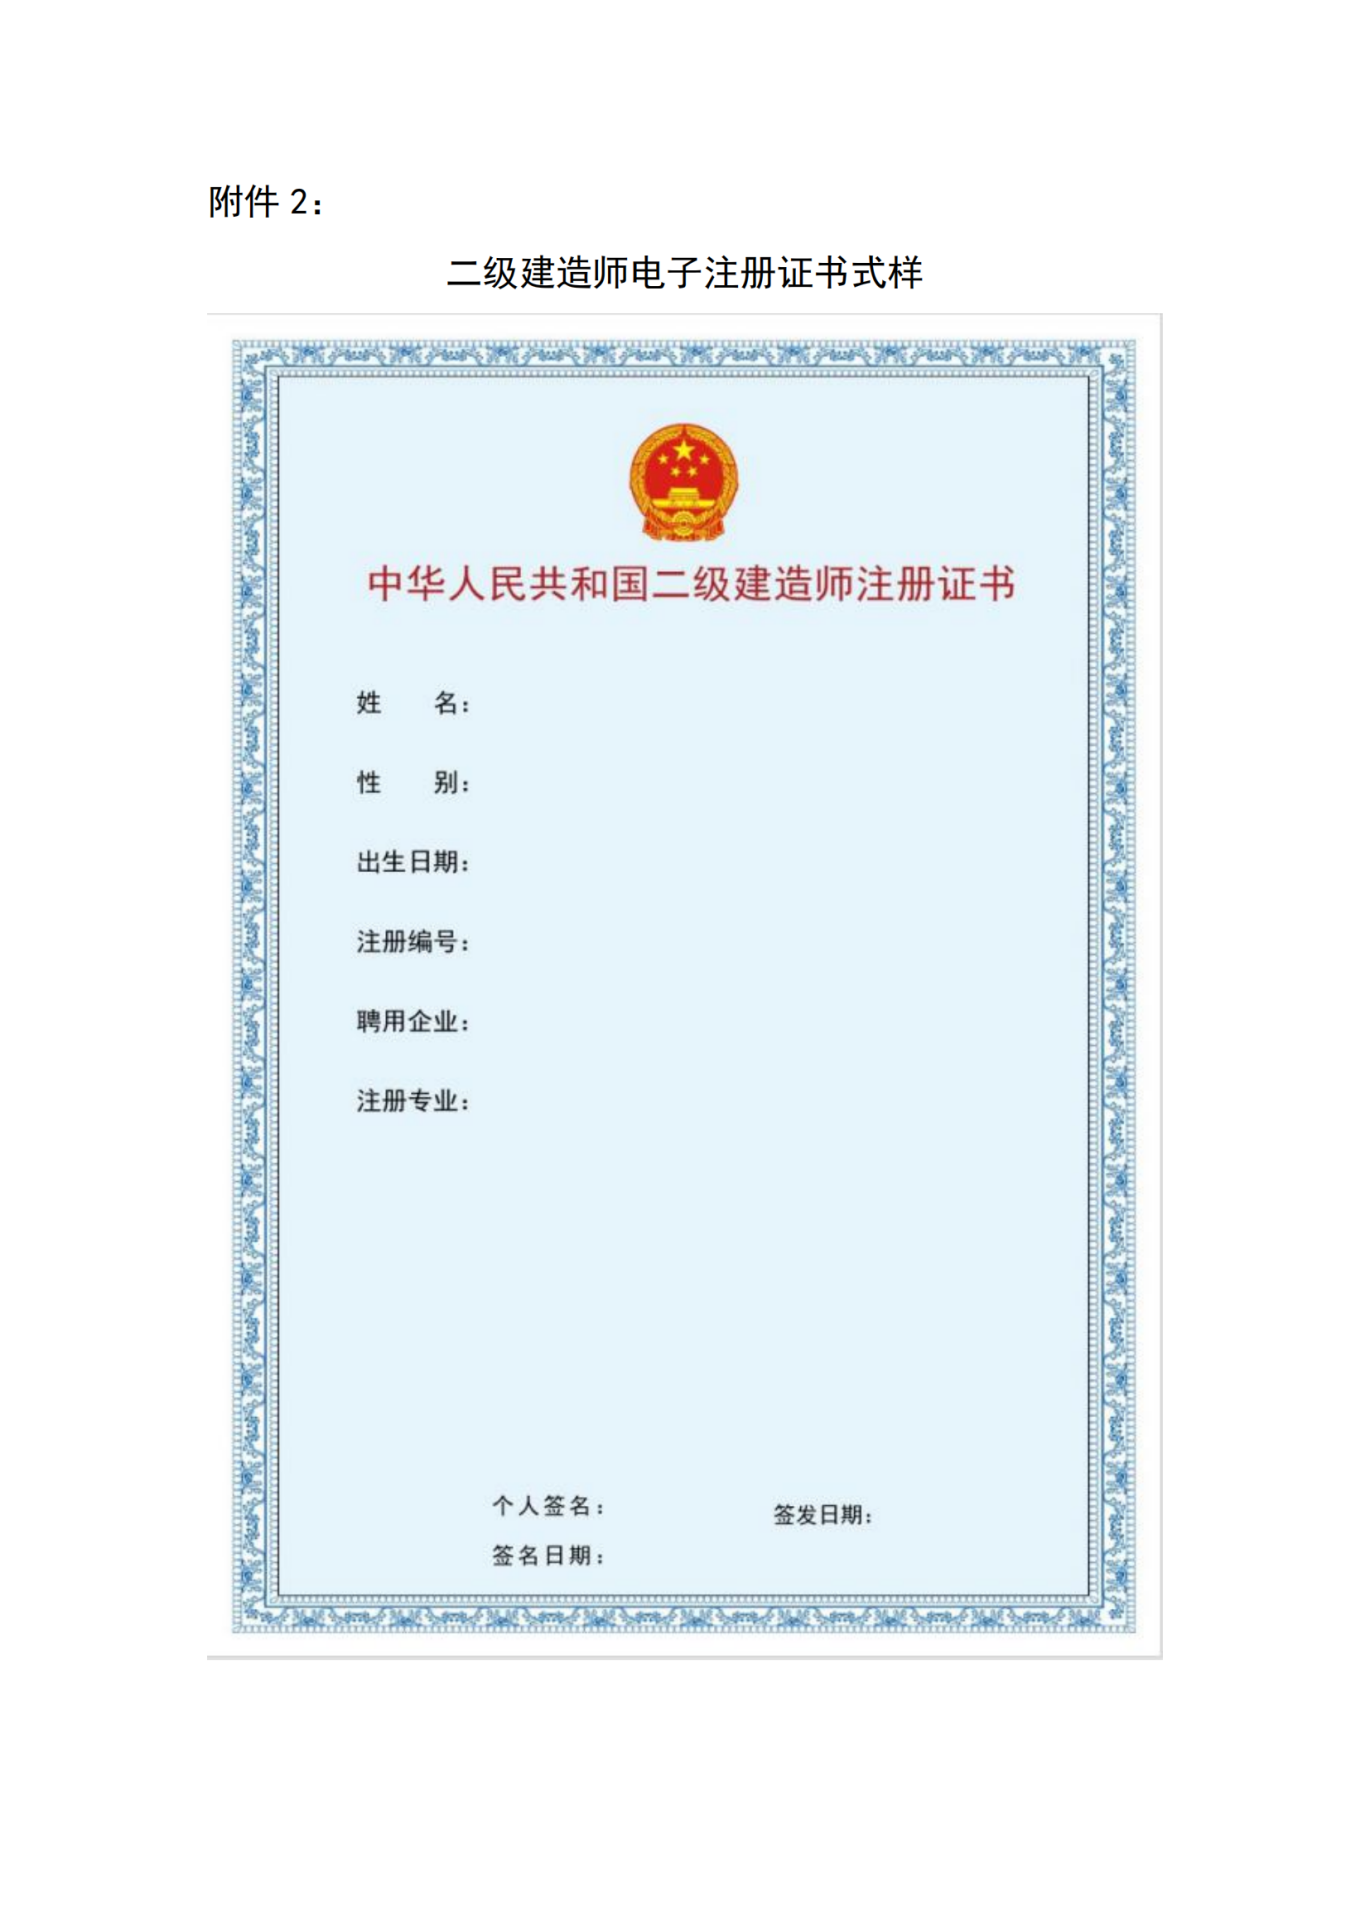 附件 2：
二级建造师电子注册证书式样
中华人民共和国二级建造师注册证书
姓　　名：
性　　别：
出生日期：
注册编号：
聘用企业：
注册专业：
个人签名：
签发日期：
签名日期：